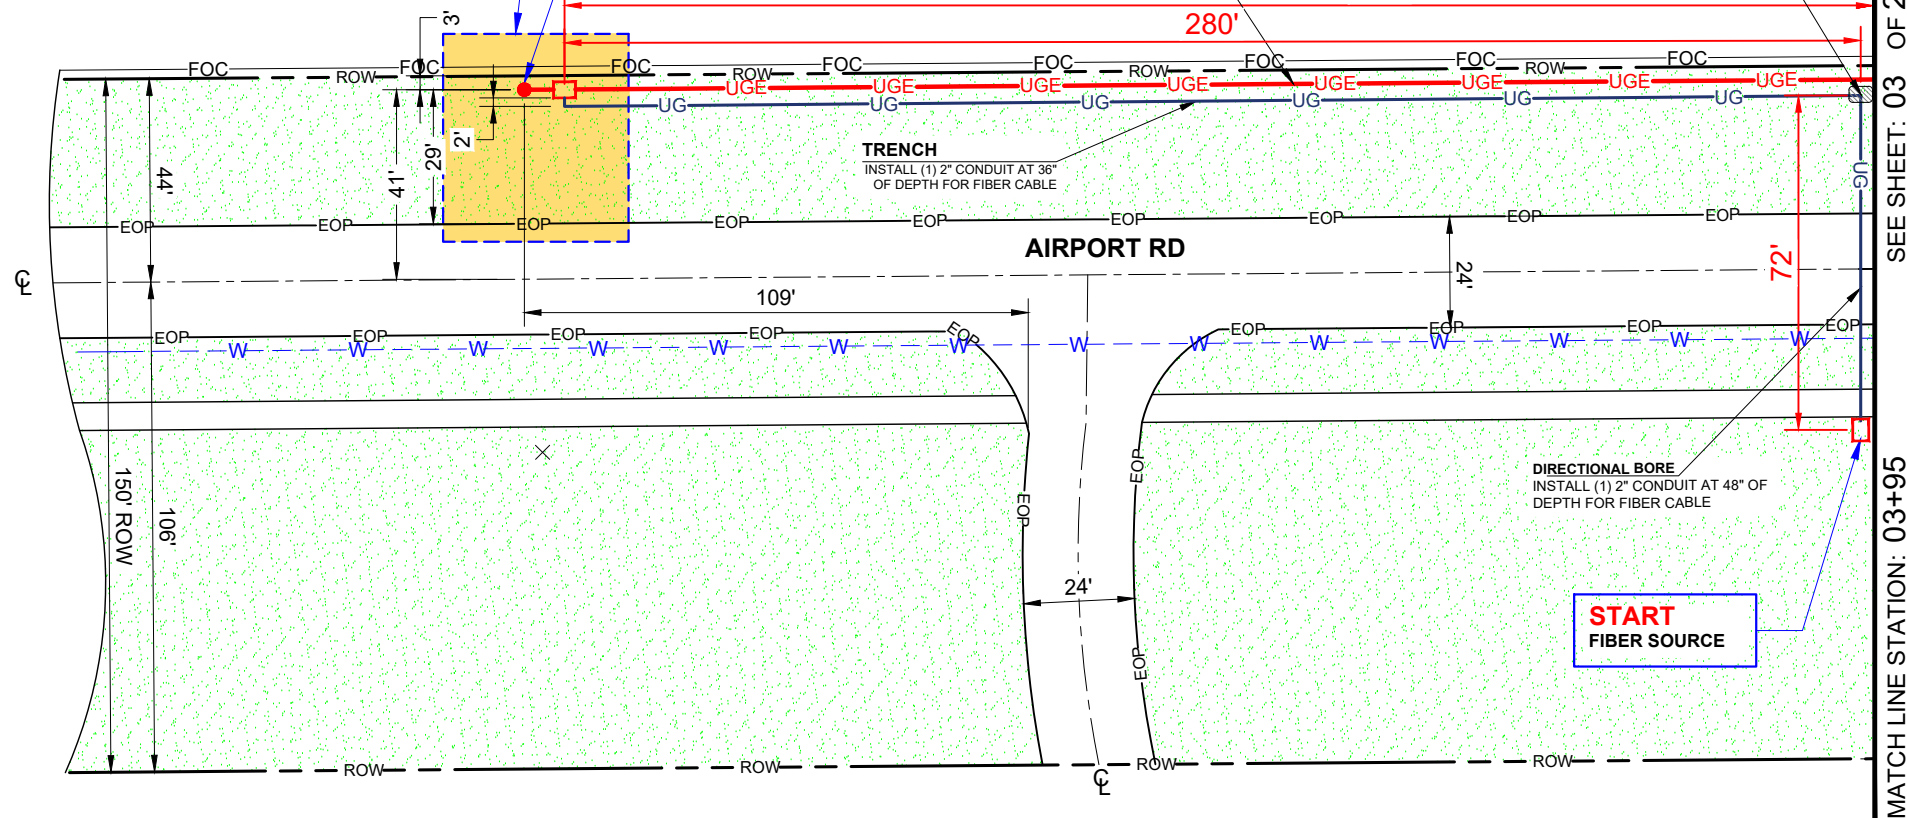 3'
280'
SEE SHEET: 03 OF 2
FOC FOC FOC FOC FOC FOC FOC FOC
ROW ROW ROW ROW
UGE UGE UGE UGE UGE UGE UGE UGE
UG UG UG UG UG UG
2'
29'
41'
44'
TRENCH
INSTALL (1) 2" CONDUIT AT 36"
OF DEPTH FOR FIBER CABLE
UG
EOP EOP EOP EOP EOP EOP EOP EOP EOP
AIRPORT RD
24'
72'
℄
109'
EOP EOP EOP EOP EOP EOP EOP EOP EOP
W W W W W W W W W W W W W W
150' ROW
106'
EOP
EOP
DIRECTIONAL BORE
INSTALL (1) 2" CONDUIT AT 48" OF
DEPTH FOR FIBER CABLE
24'
EOP
START
FIBER SOURCE
MATCH LINE STATION: 03+95
ROW ROW ROW ROW
℄